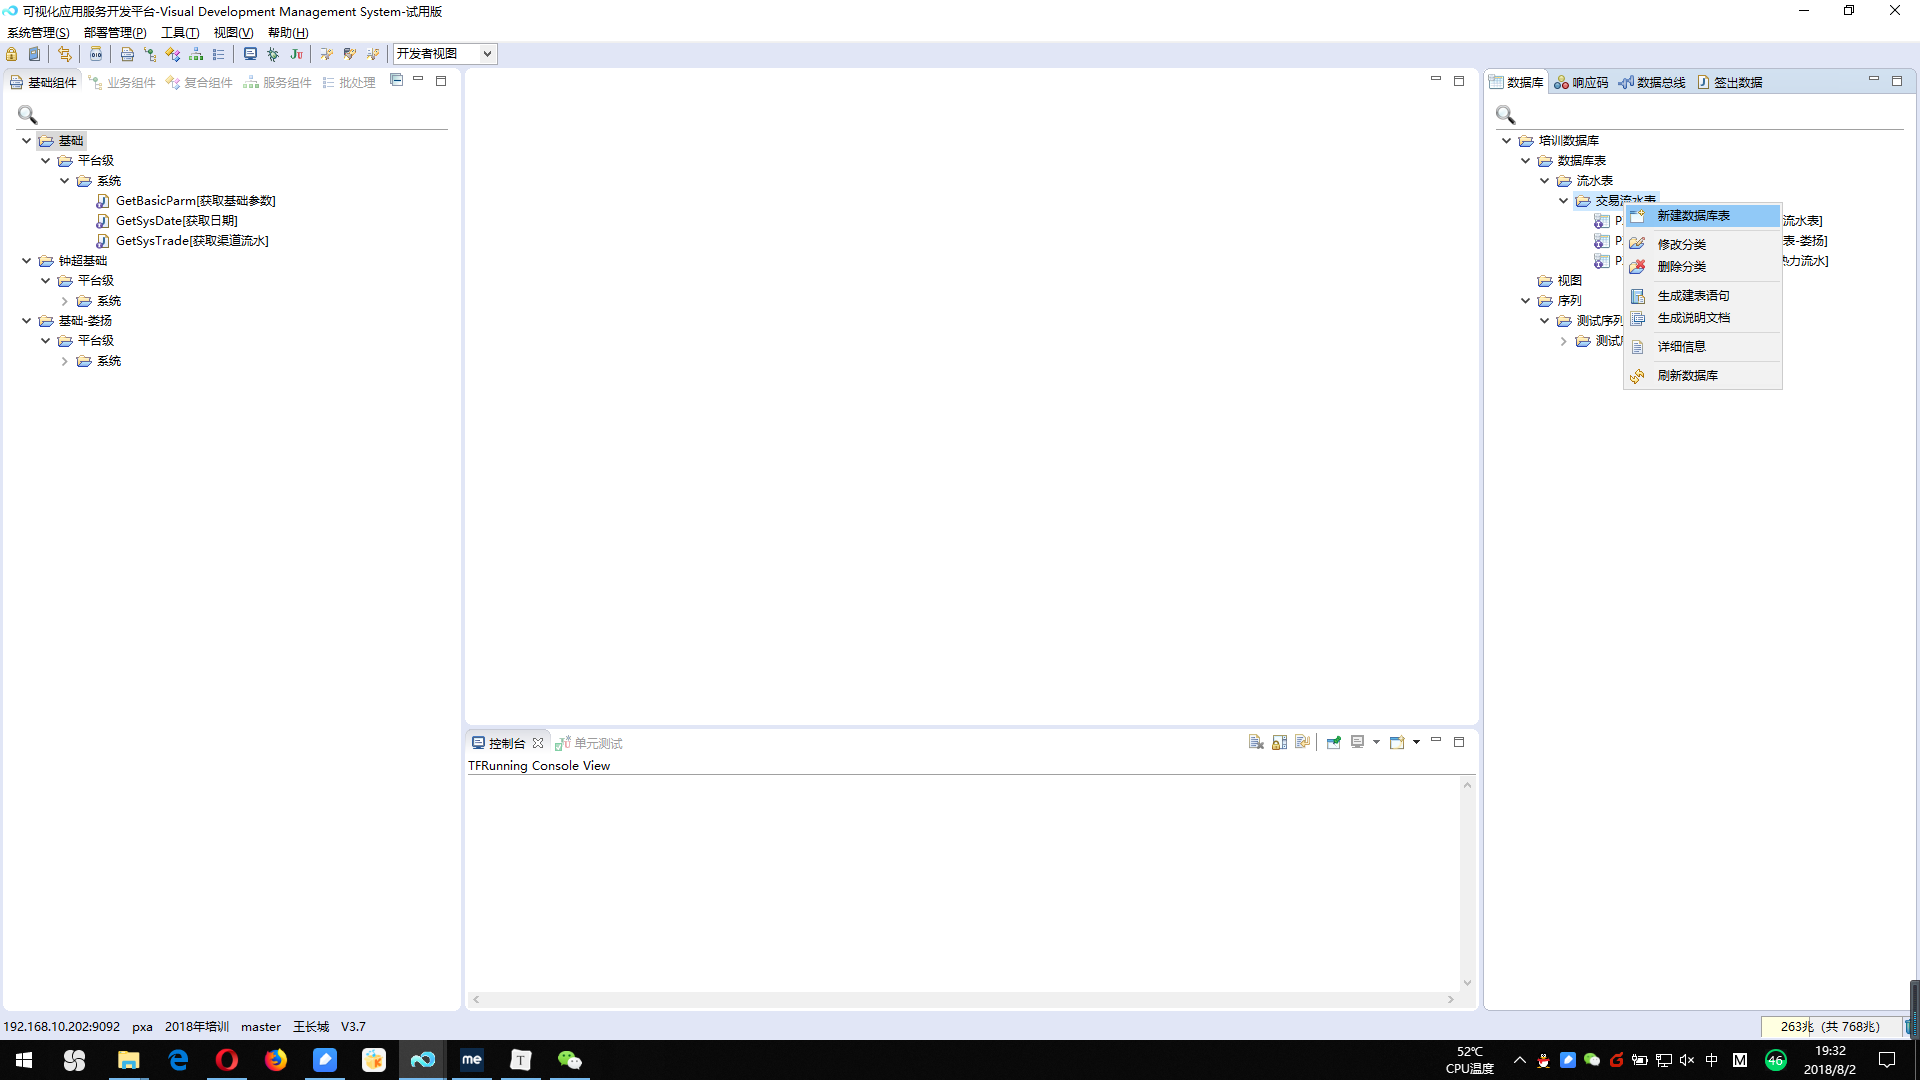 可视化应用服务开发平台-Visual Development Management System-试用版
系统管理(S) 部署管理(P) 工具(T) 视图(V) 帮助(H)
开发者视图
基础组件 业务组件 复合组件 服务组件 批处理
基础
平台级
系统
GetBasicParm[获取基础参数]
GetSysDate[获取日期]
GetSysTrade[获取渠道流水]
钟超基础
平台级
系统
基础-娄扬
平台级
系统
数据库 响应码 数据总线 签出数据
培训数据库
数据库表
流水表
交易流水表
P 流水表]
P 表-娄扬]
P 热力流水]
视图
序列
测试序列
测试
新建数据库表
修改分类
删除分类
生成建表语句
生成说明文档
详细信息
刷新数据库
控制台 单元测试
TFRunning Console View
192.168.10.202:9092 pxa 2018年培训 master 王长城 V3.7
263兆 (共 768兆)
me
T
52℃
CPU温度
中
M
46
19:32
2018/8/2